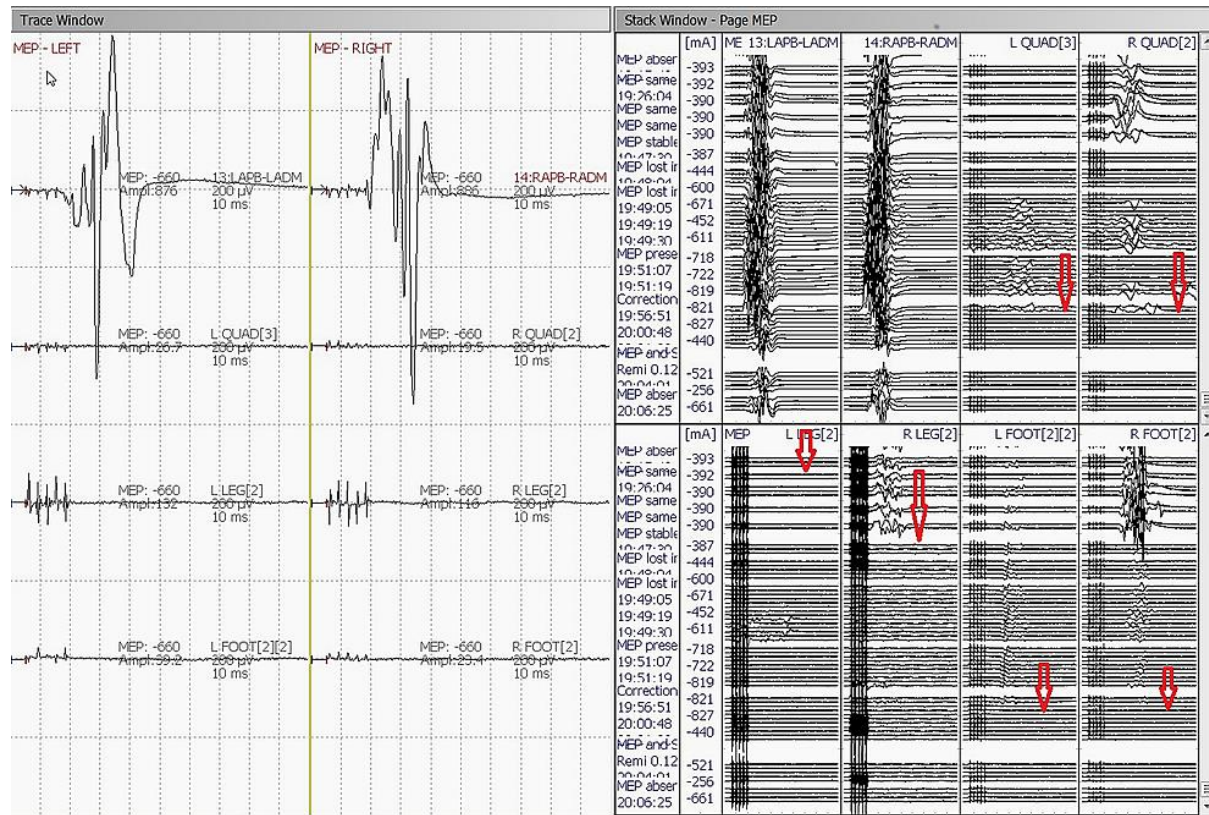 Trace Window
MEP - LEFT
MEP - RIGHT
MEP: -660 13:LAPB-LADM
Ampl:876 200 µV
10 ms
MEP: -660 14:RAPB-RADM
Ampl:886 200 µV
10 ms
MEP: -660 L QUAD[3]
Ampl:26.7 200 µV
10 ms
MEP: -660 R QUAD[2]
Ampl:19.5 200 µV
10 ms
MEP: -660 L LEG[2]
Ampl:132 200 µV
10 ms
MEP: -660 R LEG[2]
Ampl:116 200 µV
10 ms
MEP: -660 L FOOT[2][2]
Ampl:39.2 200 µV
10 ms
MEP: -660 R FOOT[2]
Ampl:23.4 200 µV
10 ms
Stack Window - Page MEP
[mA] ME 13:LAPB-LADM 14:RAPB-RADM L QUAD[3] R QUAD[2]
MEP abser -393
MEP same -392
19:26:04 -390
MEP same
MEP same -390
-390
MEP stable
-387
MEP lost ir -444
MEP lost ir -600
19:49:05 -671
19:49:19 -452
19:49:30 -611
MEP prese -718
19:51:07 -722
19:51:19 -819
Correction -821
19:56:51
20:00:48 -827
-440
MEP and S
Remi 0.12 -521
-256
MEP abser
20:06:25 -661
[mA] MEP L LEG[2] R LEG[2] L FOOT[2][2] R FOOT[2]
MEP abser -393
MEP same -392
19:26:04 -390
MEP same
MEP same -390
-390
MEP stable
-387
MEP lost ir -444
MEP lost ir -600
19:49:05 -671
19:49:19 -452
19:49:30 -611
MEP prese -718
19:51:07 -722
19:51:19 -819
Correction -821
19:56:51
20:00:48 -827
-440
MEP and S
Remi 0.12 -521
-256
MEP abser
20:06:25 -661